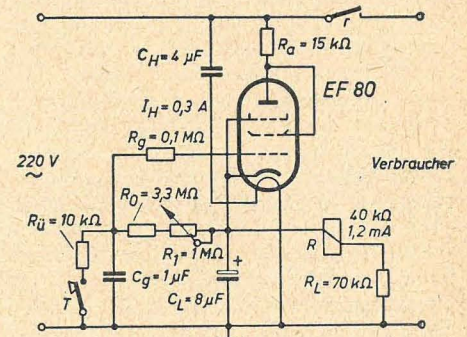 r
C_H = 4 µF
R_a = 15 kΩ
EF 80
I_H = 0,3 A
R_g = 0,1 MΩ
220 V
~
Verbraucher
R_0 = 3,3 MΩ
R_ü = 10 kΩ
R_1 = 1 MΩ
40 kΩ
1,2 mA
R
+
T
C_g = 1 µF
C_L = 8 µF
R_L = 70 kΩ